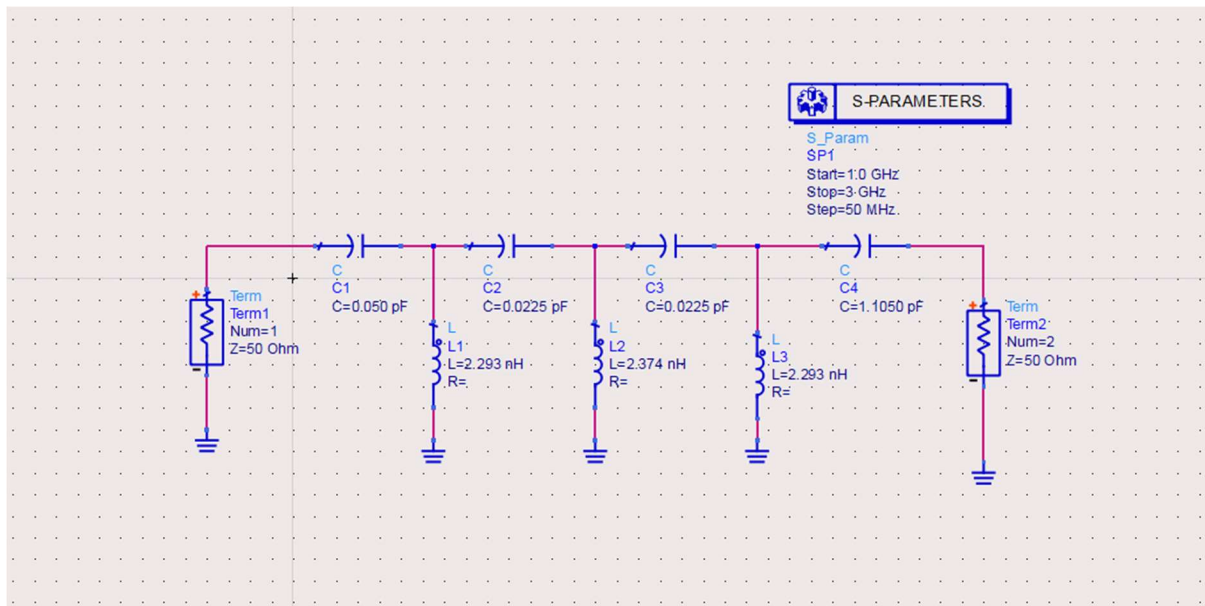 S-PARAMETERS
S_Param
SP1
Start=1.0 GHz
Stop=3 GHz
Step=50 MHz
C
C1
C=0.050 pF
C
C2
C=0.0225 pF
C
C3
C=0.0225 pF
C
C4
C=1.1050 pF
+
Term
Term1
Num=1
Z=50 Ohm
-
L
L1
L=2.293 nH
R=
L
L2
L=2.374 nH
R=
L
L3
L=2.293 nH
R=
+
Term
Term2
Num=2
Z=50 Ohm
-